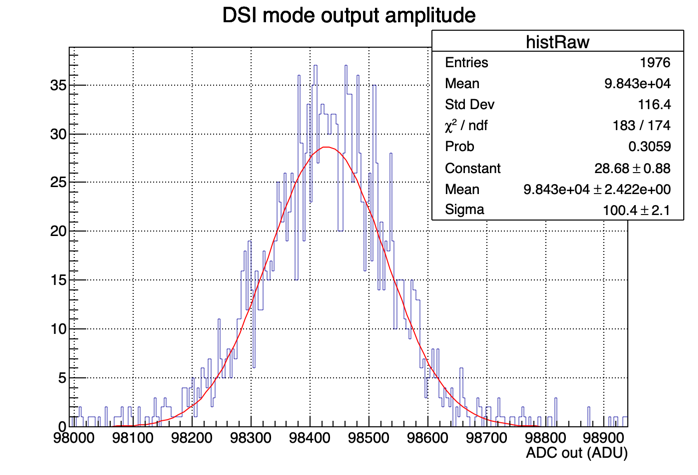 DSI mode output amplitude
histRaw
Entries 1976
Mean 9.843e+04
Std Dev 116.4
χ² / ndf 183 / 174
Prob 0.3059
Constant 28.68 ± 0.88
Mean 9.843e+04 ± 2.422e+00
Sigma 100.4 ± 2.1
35
30
25
20
15
10
5
0
98000 98100 98200 98300 98400 98500 98600 98700 98800 98900
ADC out (ADU)